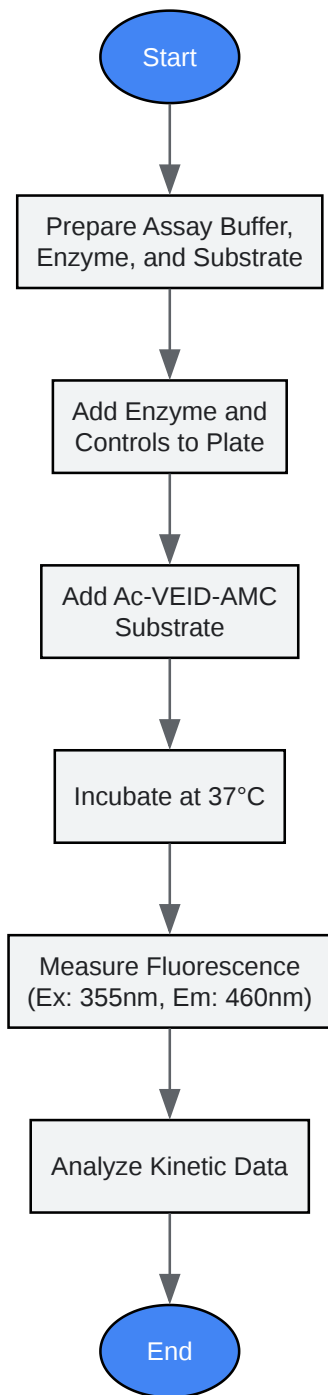 Start
Prepare Assay Buffer,
Enzyme, and Substrate
Add Enzyme and
Controls to Plate
Add Ac-VEID-AMC
Substrate
Incubate at 37°C
Measure Fluorescence
(Ex: 355nm, Em: 460nm)
Analyze Kinetic Data
End